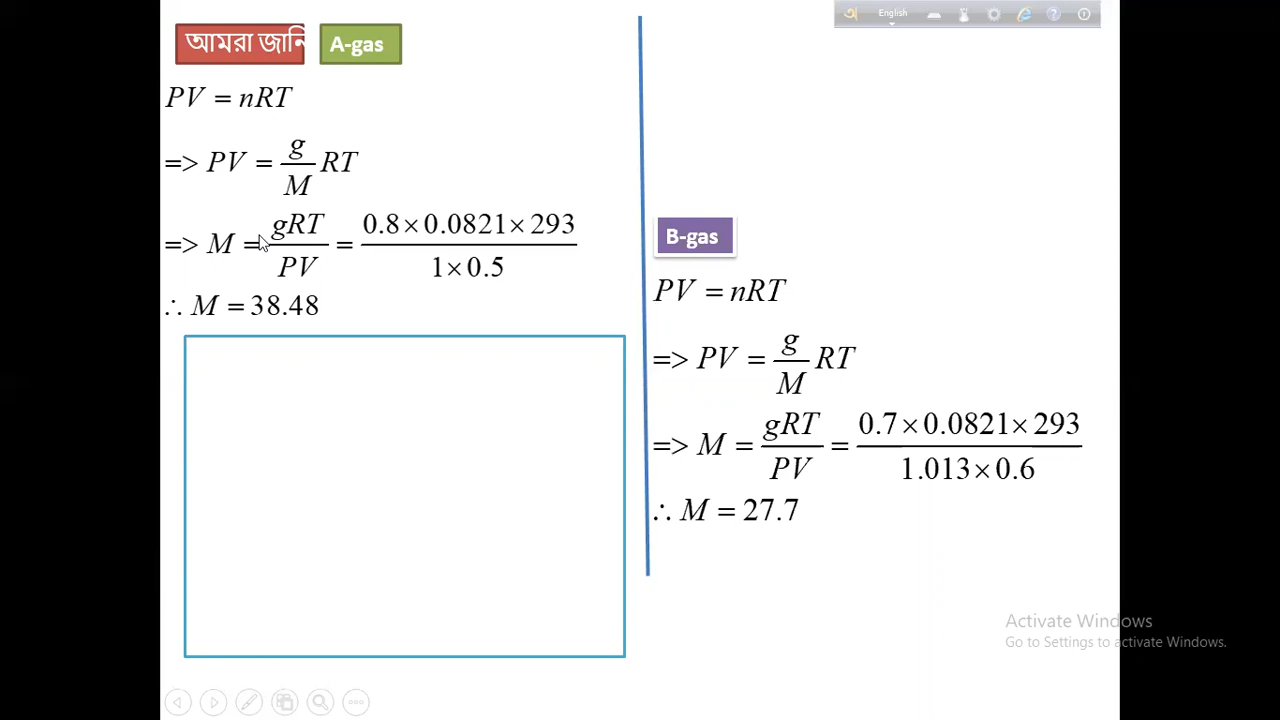 English
আমরা জানি A-gas
PV = nRT
=> PV = g/M RT
=> M = gRT/PV = 0.8×0.0821×293/1×0.5
∴ M = 38.48
B-gas
PV = nRT
=> PV = g/M RT
=> M = gRT/PV = 0.7×0.0821×293/1.013×0.6
∴ M = 27.7
Activate Windows
Go to Settings to activate Windows.